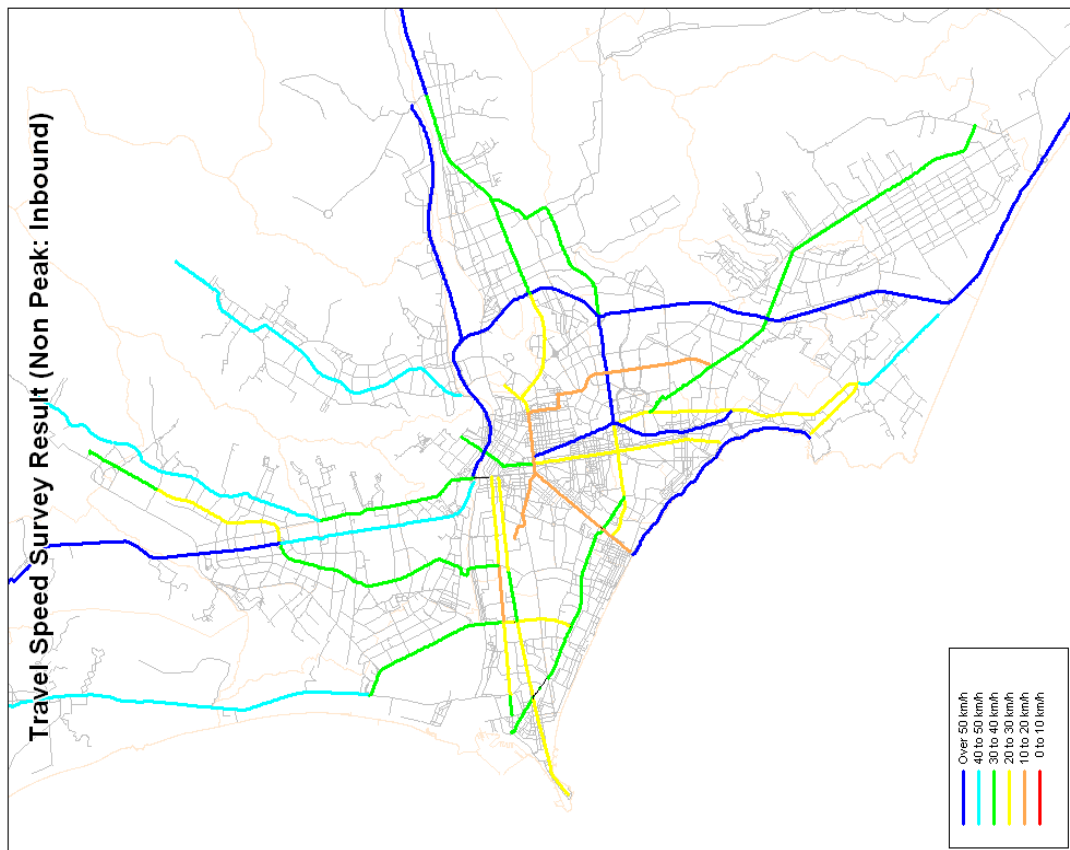 Travel Speed Survey Result (Non Peak: Inbound)
Over 50 km/h
40 to 50 km/h
30 to 40 km/h
20 to 30 km/h
10 to 20 km/h
0 to 10 km/h